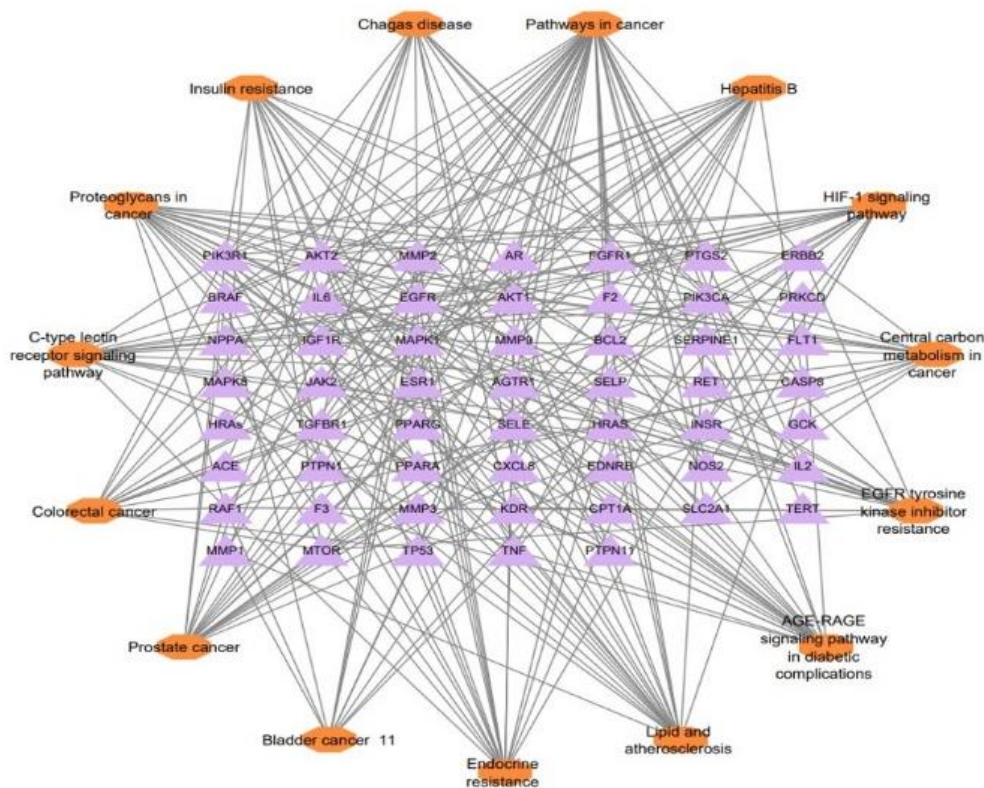 Chagas disease
Pathways in cancer
Insulin resistance
Hepatitis B
Proteoglycans in
cancer
HIF-1 signaling
pathway
PIK3R1 AKT2 MMP2 AR FGFR1 PTGS2 ERBB2
BRAF IL6 EGFR AKT1 F2 PIK3CA PRKCD
C-type lectin
receptor signaling
pathway
NPPA IGF1R MAPK1 MMP9 BCL2 SERPINE1 FLT1
Central carbon
metabolism in
cancer
MAPK8 JAK2 ESR1 AGTR1 SELP RET CASP8
HRAs TGFBR1 PPARG SELE HRAS INSR GCK
ACE PTPN1 PPARA CXCL8 EDNRB NOS2 IL2
Colorectal cancer
RAF1 F3 MMP3 KDR CPT1A SLC2A1 TERT
EGFR tyrosine
kinase inhibitor
resistance
MMP1 MTOR TP53 TNF PTPN11
Prostate cancer
AGE-RAGE
signaling pathway
in diabetic
complications
Bladder cancer 11
Lipid and
atherosclerosis
Endocrine
resistance